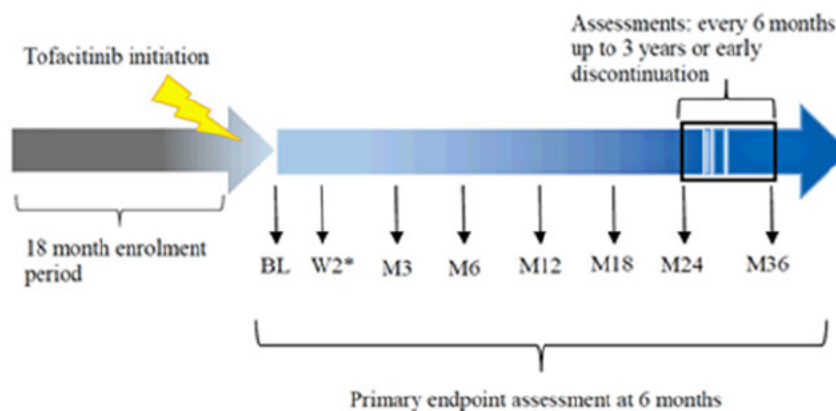 Assessments: every 6 months
up to 3 years or early
discontinuation
Tofacitinib initiation
18 month enrolment
period
BL W2* M3 M6 M12 M18 M24 M36
Primary endpoint assessment at 6 months